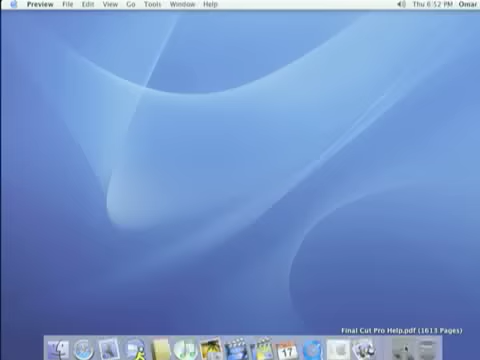 Preview File Edit View Go Tools Window Help
Thu 6:52 PM Omar
Final Cut Pro Help.pdf (1613 Pages)
17